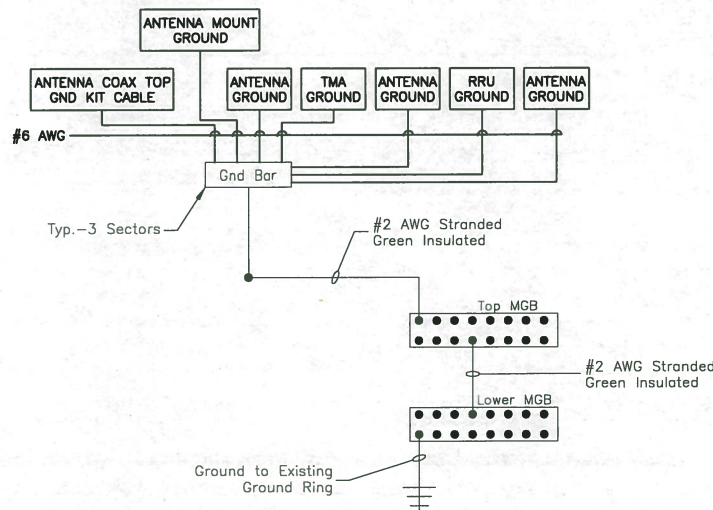 ANTENNA MOUNT
GROUND
ANTENNA COAX TOP
GND KIT CABLE
ANTENNA
GROUND
TMA
GROUND
ANTENNA
GROUND
RRU
GROUND
ANTENNA
GROUND
#6 AWG
Gnd Bar
Typ.-3 Sectors
#2 AWG Stranded
Green Insulated
Top MGB
#2 AWG Stranded
Green Insulated
Lower MGB
Ground to Existing
Ground Ring